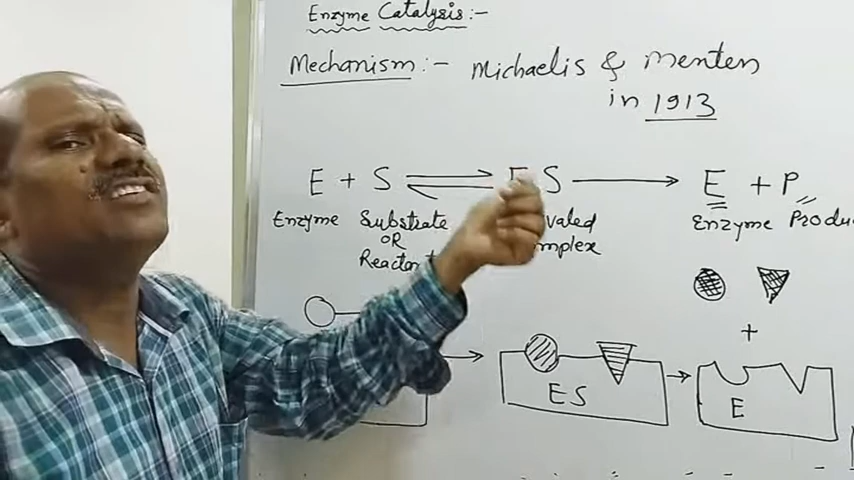 Enzyme Catalysis:-
Mechanism:- Michaelis & Menten
in 1913
E + S ⇌ ES → E + P
Enzyme Substrate Enzyme
OR
ES
E